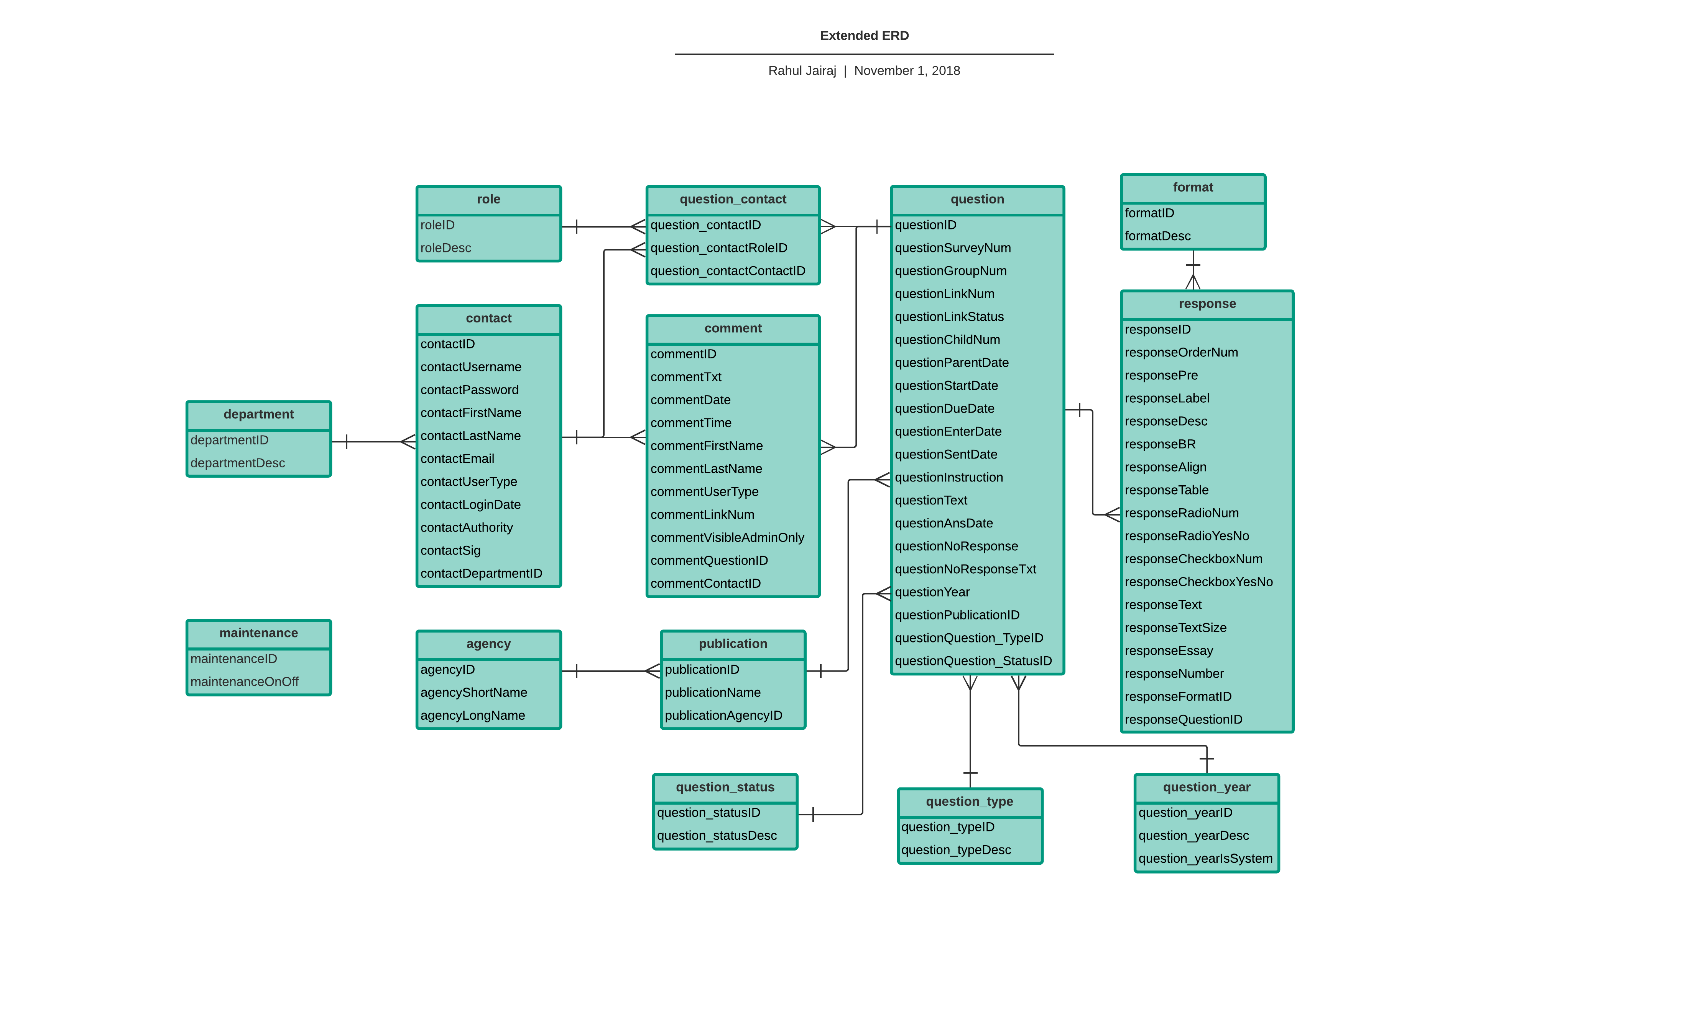 Extended ERD
Rahul Jairaj | November 1, 2018
role
roleID
roleDesc
question_contact
question_contactID
question_contactRoleID
question_contactContactID
question
questionID
questionSurveyNum
questionGroupNum
questionLinkNum
questionLinkStatus
questionChildNum
questionParentDate
questionStartDate
questionDueDate
questionEnterDate
questionSentDate
questionInstruction
questionText
questionAnsDate
questionNoResponse
questionNoResponseTxt
questionYear
questionPublicationID
questionQuestion_TypeID
questionQuestion_StatusID
format
formatID
formatDesc
response
responseID
responseOrderNum
responsePre
responseLabel
responseDesc
responseBR
responseAlign
responseTable
responseRadioNum
responseRadioYesNo
responseCheckboxNum
responseCheckboxYesNo
responseText
responseTextSize
responseEssay
responseNumber
responseFormatID
responseQuestionID
contact
contactID
contactUsername
contactPassword
contactFirstName
contactLastName
contactEmail
contactUserType
contactLoginDate
contactAuthority
contactSig
contactDepartmentID
comment
commentID
commentTxt
commentDate
commentTime
commentFirstName
commentLastName
commentUserType
commentLinkNum
commentVisibleAdminOnly
commentQuestionID
commentContactID
department
departmentID
departmentDesc
maintenance
maintenanceID
maintenanceOnOff
agency
agencyID
agencyShortName
agencyLongName
publication
publicationID
publicationName
publicationAgencyID
question_status
question_statusID
question_statusDesc
question_type
question_typeID
question_typeDesc
question_year
question_yearID
question_yearDesc
question_yearIsSystem